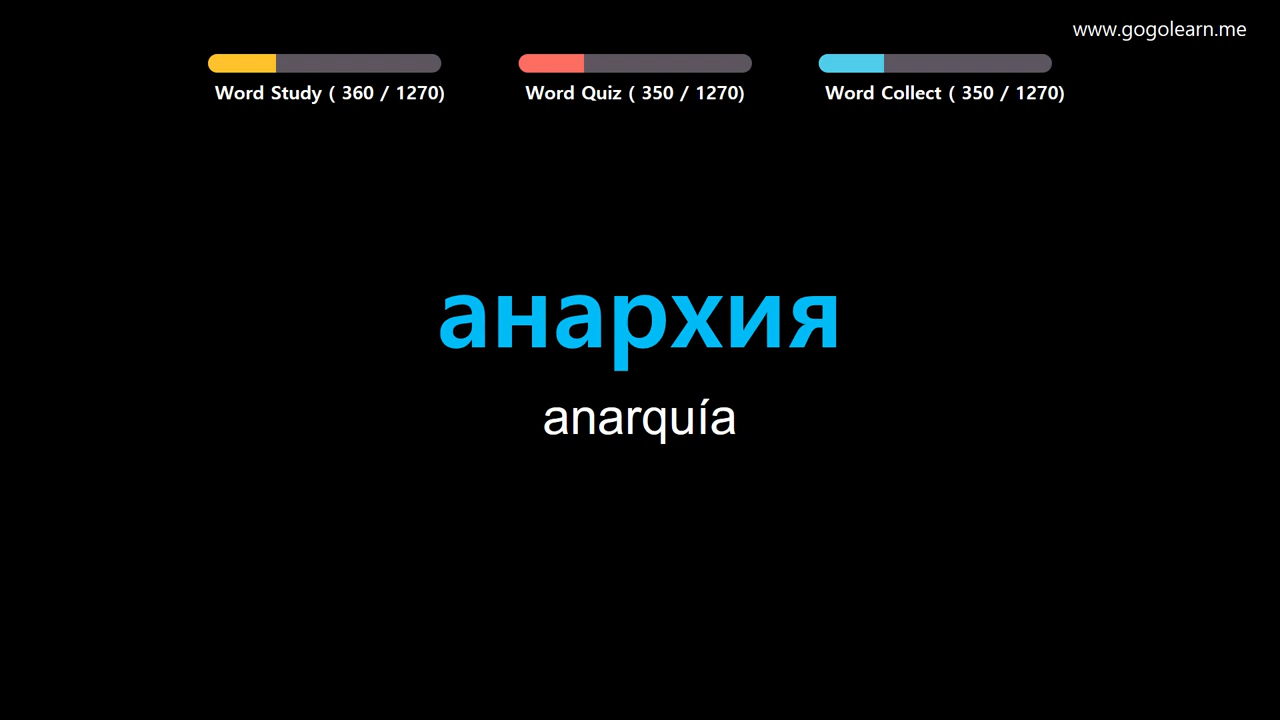 www.gogolearn.me
Word Study ( 360 / 1270) Word Quiz ( 350 / 1270) Word Collect ( 350 / 1270)
анархия
anarquía